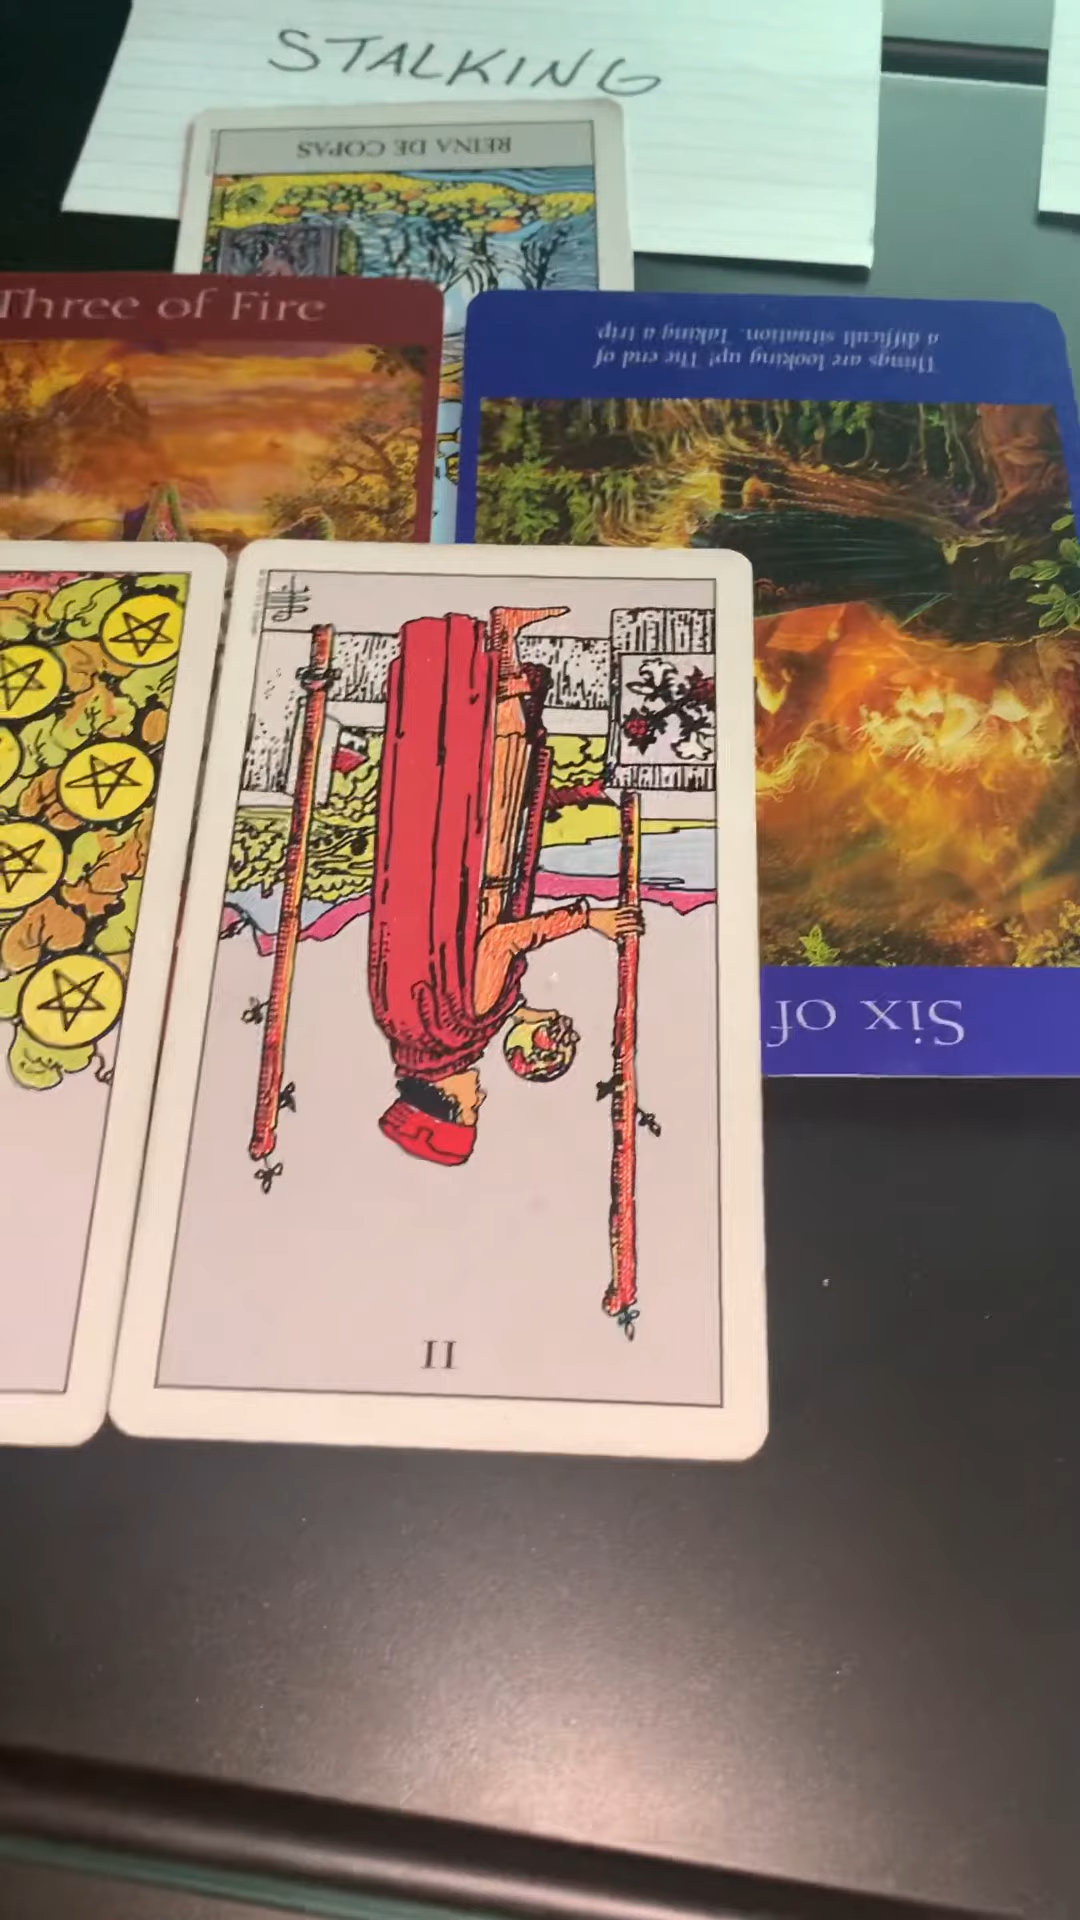 STALKING
REINA DE COPAS
Three of Fire
Things are looking up! The end of
a difficult situation. Taking a trip
Six of
II